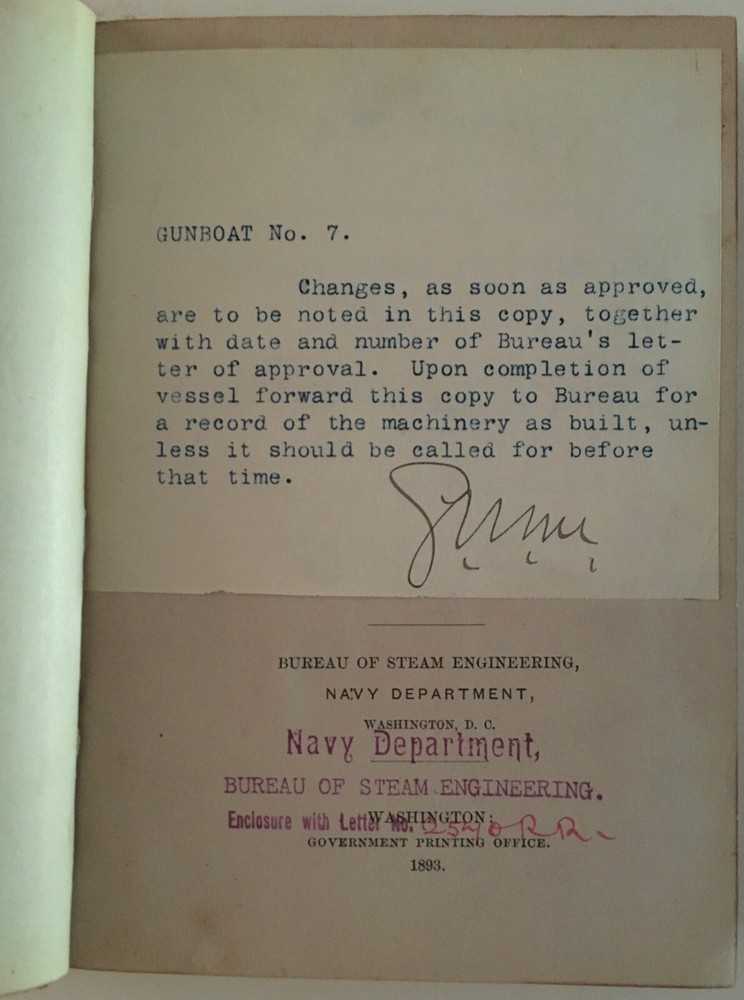 GUNBOAT No. 7.
Changes, as soon as approved,
are to be noted in this copy, together
with date and number of Bureau's let-
ter of approval. Upon completion of
vessel forward this copy to Bureau for
a record of the machinery as built, un-
less it should be called for before
that time.
BUREAU OF STEAM ENGINEERING,
NAVY DEPARTMENT,
WASHINGTON, D. C.
Navy Department,
BUREAU OF STEAM ENGINEERING.
Enclosure with Letter No.
WASHINGTON:
GOVERNMENT PRINTING OFFICE.
1893.